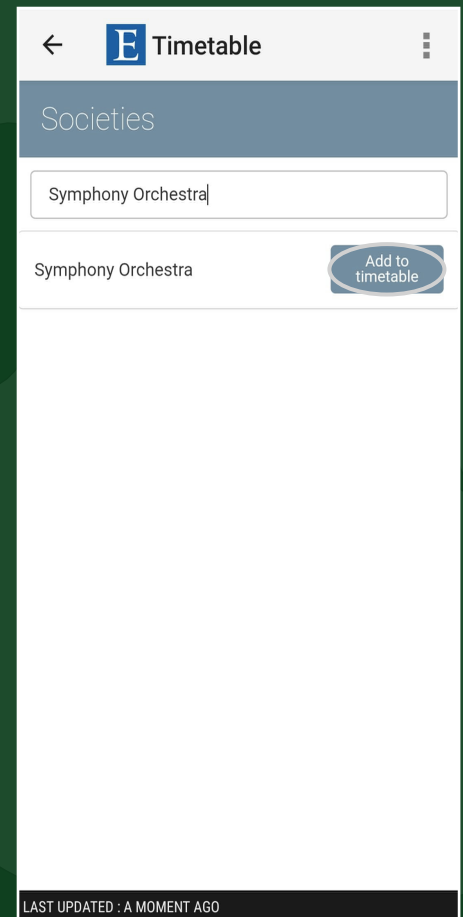 E Timetable
Societies
Symphony Orchestra
Symphony Orchestra
Add to
timetable
LAST UPDATED : A MOMENT AGO